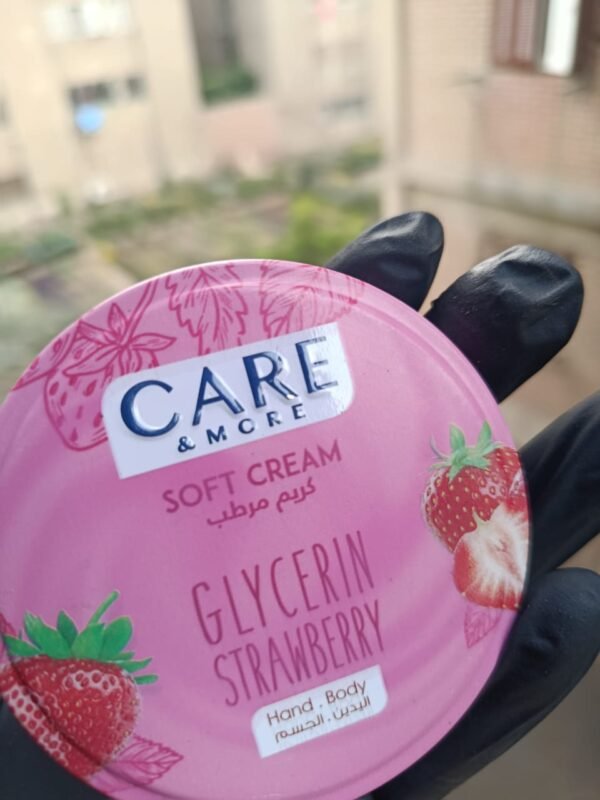 CARE
& MORE
SOFT CREAM
كريم مرطب
GLYCERIN
STRAWBERRY
Hand . Body
اليدين . الجسم